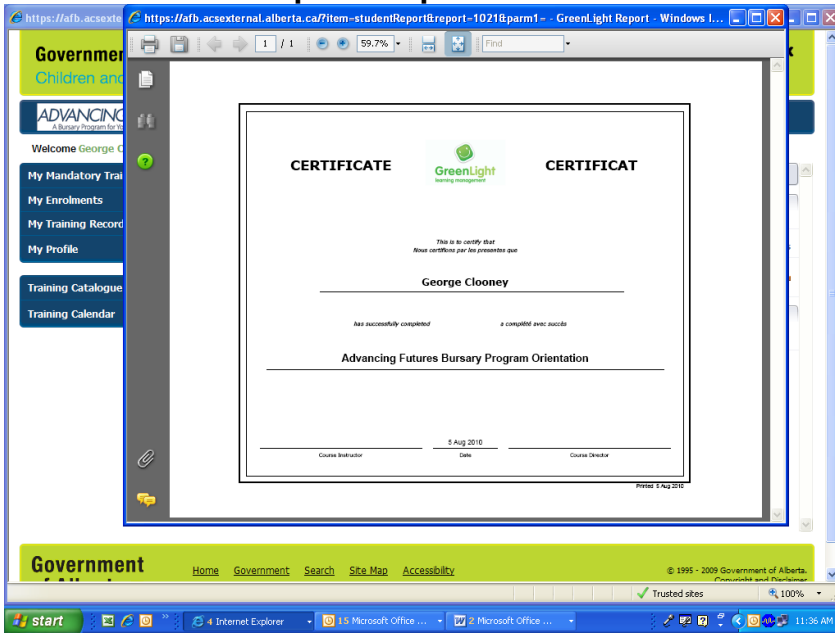 https://afb.acsexte
https://afb.acsexternal.alberta.ca/?item=studentReport&report=1021&parm1= - GreenLight Report - Windows I...
1 / 1
59.7%
Find
Governmen
Children and
ADVANCING
A Bursary Program for Yo
Welcome George C
My Mandatory Trai
My Enrolments
My Training Record
My Profile
Training Catalogue
Training Calendar
CERTIFICATE
GreenLight
learning management
CERTIFICAT
This is to certify that
Nous certifions par les presentes que
George Clooney
has successfully completed
a complété avec succès
Advancing Futures Bursary Program Orientation
5 Aug 2010
Course Instructor
Date
Course Director
Printed 5 Aug 2010
Government
Home Government Search Site Map Accessibility
© 1995 - 2009 Government of Alberta.
Copyright and Disclaimer
Trusted sites
100%
start
4 Internet Explorer
15 Microsoft Office ...
2 Microsoft Office ...
11:36 AM